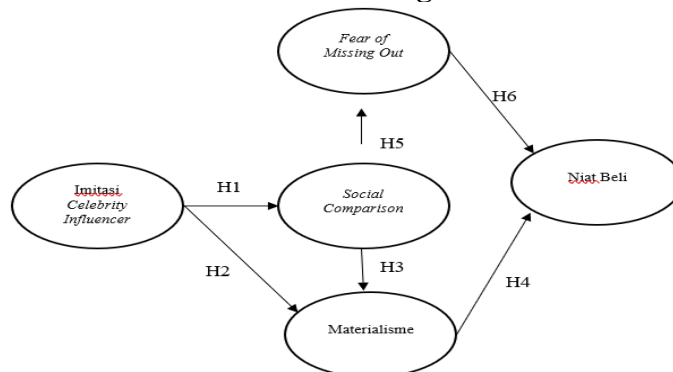 Fear of
Missing Out
H6
H5
Niat Beli
Imitasi
Celebrity
Influencer
H1
Social
Comparison
H2
H3
H4
Materialisme